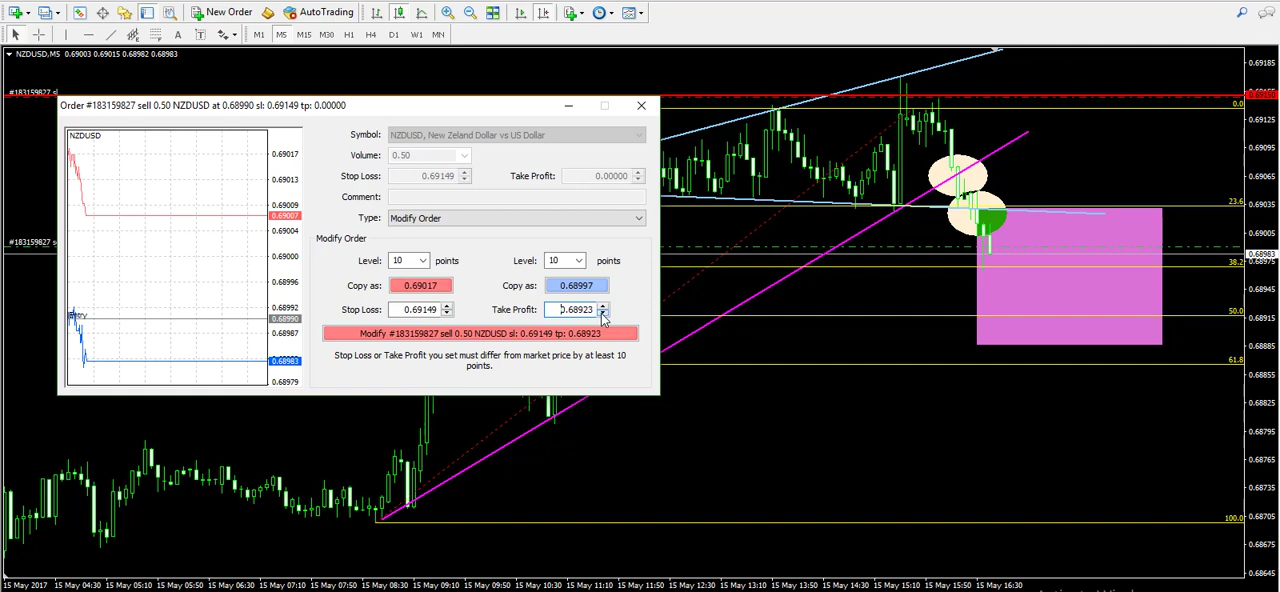 New Order AutoTrading
A T M1 M5 M15 M30 H1 H4 D1 W1 MN
NZDUSD,M5 0.69003 0.69015 0.68982 0.68983
#183159827 sl
#183159827 se
Order #183159827 sell 0.50 NZDUSD at 0.68990 sl: 0.69149 tp: 0.00000
NZDUSD
0.69017
0.69013
0.69009
0.69007
0.69004
0.69000
0.68996
0.68992
Entry
0.68990
0.68987
0.68983
0.68979
Symbol: NZDUSD, New Zeland Dollar vs US Dollar
Volume: 0.50
Stop Loss: 0.69149 Take Profit: 0.00000
Comment:
Type: Modify Order
Modify Order
Level: 10 points Level: 10 points
Copy as: 0.69017 Copy as: 0.68997
Stop Loss: 0.69149 Take Profit: 0.68923
Modify #183159827 sell 0.50 NZDUSD sl: 0.69149 tp: 0.68923
Stop Loss or Take Profit you set must differ from market price by at least 10
points.
0.0
23.6
38.2
50.0
61.8
100.0
0.69185
0.69125
0.69095
0.69065
0.69035
0.69005
0.68983
0.68945
0.68915
0.68885
0.68855
0.68825
0.68795
0.68765
0.68735
0.68705
0.68675
0.68645
15 May 2017 15 May 04:30 15 May 05:10 15 May 05:50 15 May 06:30 15 May 07:10 15 May 07:50 15 May 08:30 15 May 09:10 15 May 09:50 15 May 10:30 15 May 11:10 15 May 11:50 15 May 12:30 15 May 13:10 15 May 13:50 15 May 14:30 15 May 15:10 15 May 15:50 15 May 16:30